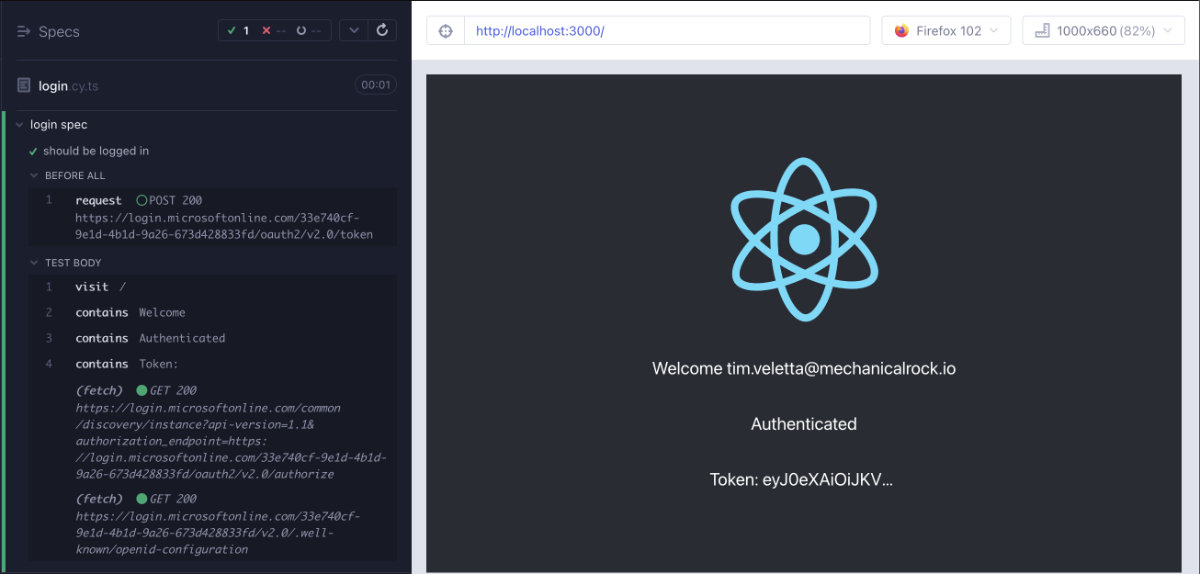 Specs
1 -- --
login.cy.ts
00:01
login spec
should be logged in
BEFORE ALL
1 request POST 200
https://login.microsoftonline.com/33e740cf-
9e1d-4b1d-9a26-673d428833fd/oauth2/v2.0/token
TEST BODY
1 visit /
2 contains Welcome
3 contains Authenticated
4 contains Token:
(fetch) GET 200
https://login.microsoftonline.com/common
/discovery/instance?api-version=1.1&
authorization_endpoint=https:
//login.microsoftonline.com/33e740cf-9e1d-4b1d-
9a26-673d428833fd/oauth2/v2.0/authorize
(fetch) GET 200
https://login.microsoftonline.com/33e740cf-
9e1d-4b1d-9a26-673d428833fd/v2.0/.well-
known/openid-configuration
http://localhost:3000/
Firefox 102
1000x660 (82%)
Welcome tim.veletta@mechanicalrock.io
Authenticated
Token: eyJ0eXAiOiJKV...